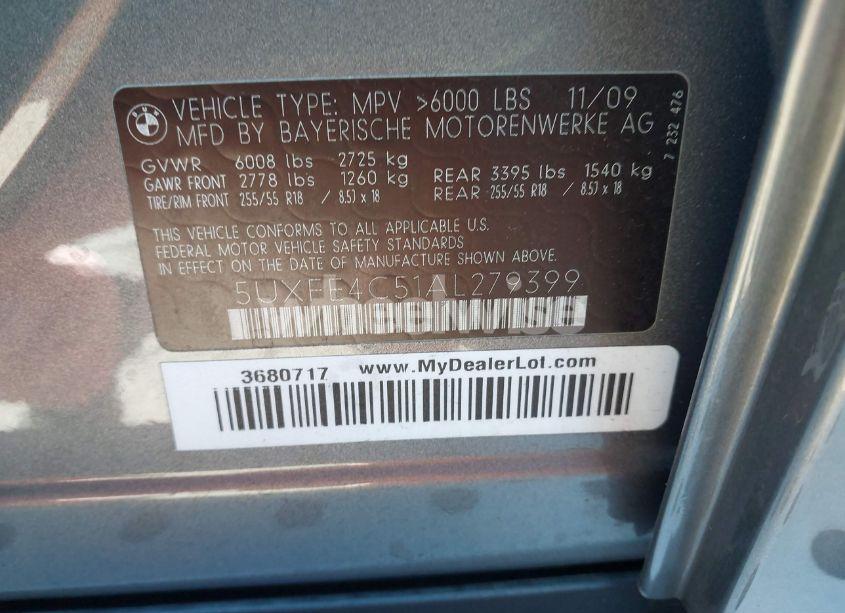 VEHICLE TYPE: MPV >6000 LBS 11/09
MFD BY BAYERISCHE MOTORENWERKE AG
GVWR 6008 lbs 2725 kg
GAWR FRONT 2778 lbs 1260 kg REAR 3395 lbs 1540 kg
TIRE/RIM FRONT 255/55 R18 / 8.5J x 18 REAR 255/55 R18 / 8.5J x 18
THIS VEHICLE CONFORMS TO ALL APPLICABLE U.S.
FEDERAL MOTOR VEHICLE SAFETY STANDARDS
IN EFFECT ON THE DATE OF MANUFACTURE SHOWN ABOVE.
5UXFE4C51AL279399
7 232 476
3680717 www.MyDealerLot.com